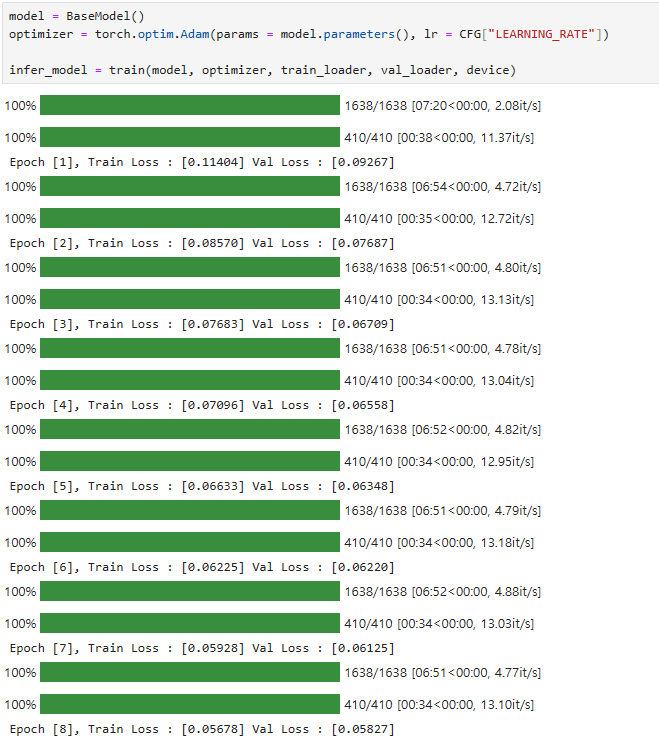 model = BaseModel()
optimizer = torch.optim.Adam(params = model.parameters(), lr = CFG["LEARNING_RATE"])
infer_model = train(model, optimizer, train_loader, val_loader, device)
100% 1638/1638 [07:20<00:00, 2.08it/s]
100% 410/410 [00:38<00:00, 11.37it/s]
Epoch [1], Train Loss : [0.11404] Val Loss : [0.09267]
100% 1638/1638 [06:54<00:00, 4.72it/s]
100% 410/410 [00:35<00:00, 12.72it/s]
Epoch [2], Train Loss : [0.08570] Val Loss : [0.07687]
100% 1638/1638 [06:51<00:00, 4.80it/s]
100% 410/410 [00:34<00:00, 13.13it/s]
Epoch [3], Train Loss : [0.07683] Val Loss : [0.06709]
100% 1638/1638 [06:51<00:00, 4.78it/s]
100% 410/410 [00:34<00:00, 13.04it/s]
Epoch [4], Train Loss : [0.07096] Val Loss : [0.06558]
100% 1638/1638 [06:52<00:00, 4.82it/s]
100% 410/410 [00:34<00:00, 12.95it/s]
Epoch [5], Train Loss : [0.06633] Val Loss : [0.06348]
100% 1638/1638 [06:51<00:00, 4.79it/s]
100% 410/410 [00:34<00:00, 13.18it/s]
Epoch [6], Train Loss : [0.06225] Val Loss : [0.06220]
100% 1638/1638 [06:52<00:00, 4.88it/s]
100% 410/410 [00:34<00:00, 13.03it/s]
Epoch [7], Train Loss : [0.05928] Val Loss : [0.06125]
100% 1638/1638 [06:51<00:00, 4.77it/s]
100% 410/410 [00:34<00:00, 13.10it/s]
Epoch [8], Train Loss : [0.05678] Val Loss : [0.05827]